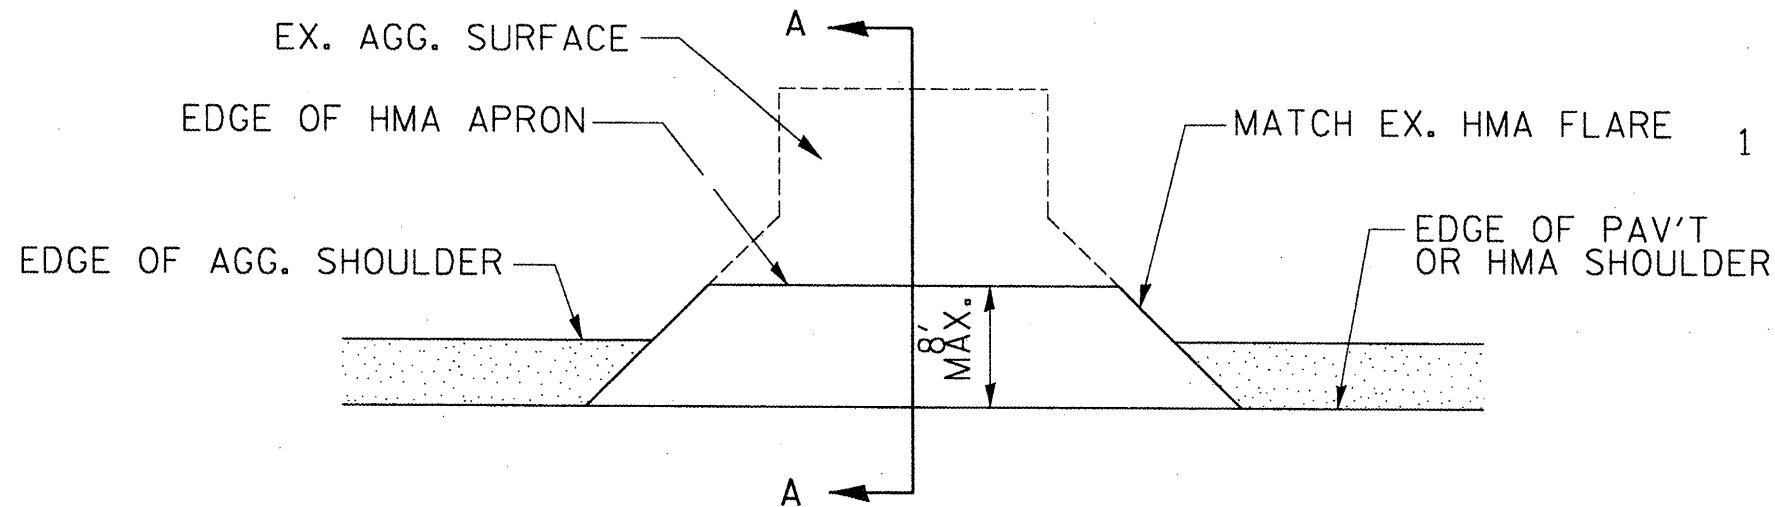 A
EX. AGG. SURFACE
EDGE OF HMA APRON
MATCH EX. HMA FLARE
1
EDGE OF PAV'T
OR HMA SHOULDER
EDGE OF AGG. SHOULDER
8'
MAX.
A